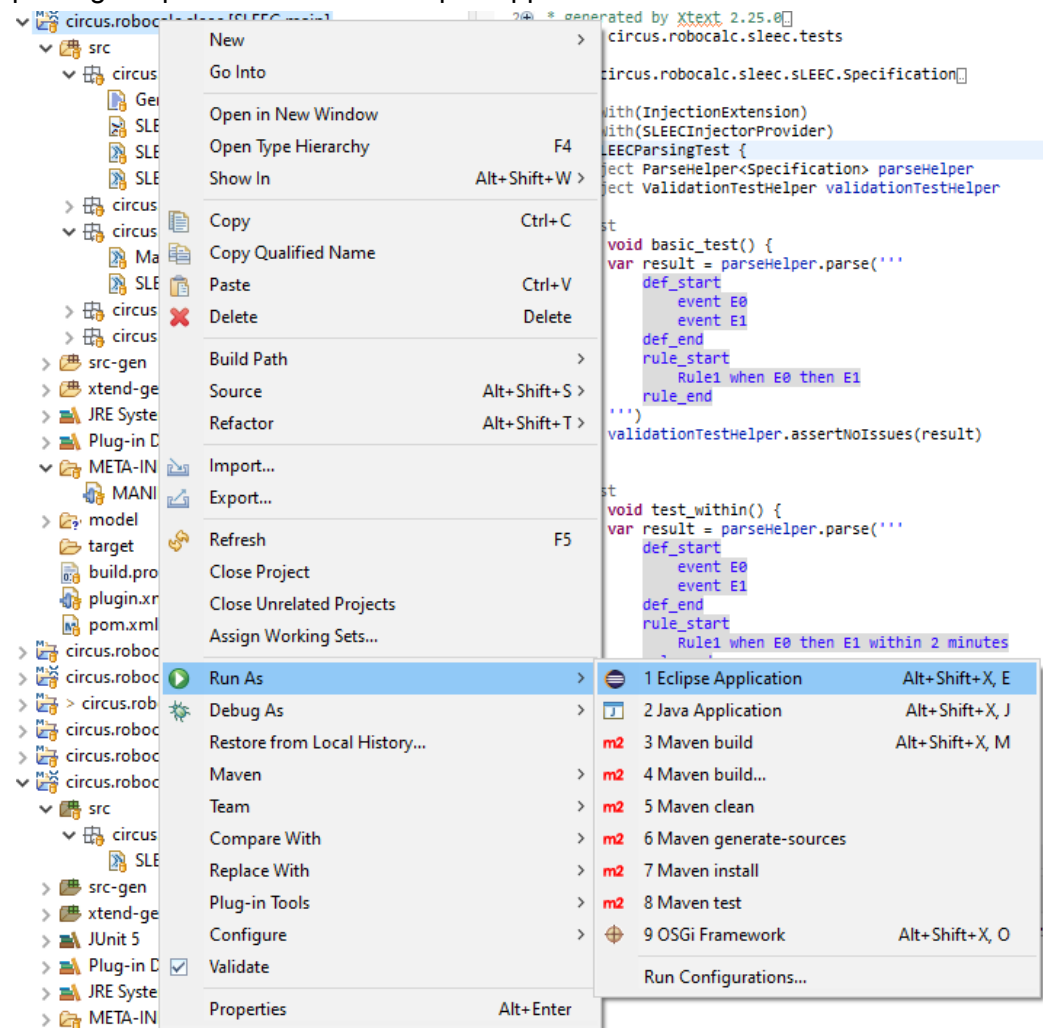 circus.robocalc.sleec [SLEEC main]
src
circus
Ge
SLE
SLE
SLE
circus
circus
Ma
SLE
circus
circus
src-gen
xtend-ge
JRE Syste
Plug-in D
META-IN
MANI
model
target
build.pro
plugin.xr
pom.xml
circus.roboc
circus.roboc
> circus.rob
circus.roboc
circus.roboc
circus.roboc
src
circus
SLE
src-gen
xtend-ge
JUnit 5
Plug-in D
JRE Syste
META-IN
New >
Go Into
Open in New Window
Open Type Hierarchy F4
Show In Alt+Shift+W >
Copy Ctrl+C
Copy Qualified Name
Paste Ctrl+V
Delete Delete
Build Path >
Source Alt+Shift+S >
Refactor Alt+Shift+T >
Import...
Export...
Refresh F5
Close Project
Close Unrelated Projects
Assign Working Sets...
Run As >
Debug As >
Restore from Local History...
Maven >
Team >
Compare With >
Replace With >
Plug-in Tools >
Configure >
Validate
Properties Alt+Enter
1 Eclipse Application Alt+Shift+X, E
2 Java Application Alt+Shift+X, J
3 Maven build Alt+Shift+X, M
4 Maven build...
5 Maven clean
6 Maven generate-sources
7 Maven install
8 Maven test
9 OSGi Framework Alt+Shift+X, O
Run Configurations...
2 * generated by Xtext 2.25.0
circus.robocalc.sleec.tests
circus.robocalc.sleec.sLEEC.Specification
ith(InjectionExtension)
ith(SLEECInjectorProvider)
LEECParsingTest {
ject ParseHelper<Specification> parseHelper
ject ValidationTestHelper validationTestHelper
st
void basic_test() {
var result = parseHelper.parse('''
def_start
event E0
event E1
def_end
rule_start
Rule1 when E0 then E1
rule_end
''')
validationTestHelper.assertNoIssues(result)
st
void test_within() {
var result = parseHelper.parse('''
def_start
event E0
event E1
def_end
rule_start
Rule1 when E0 then E1 within 2 minutes